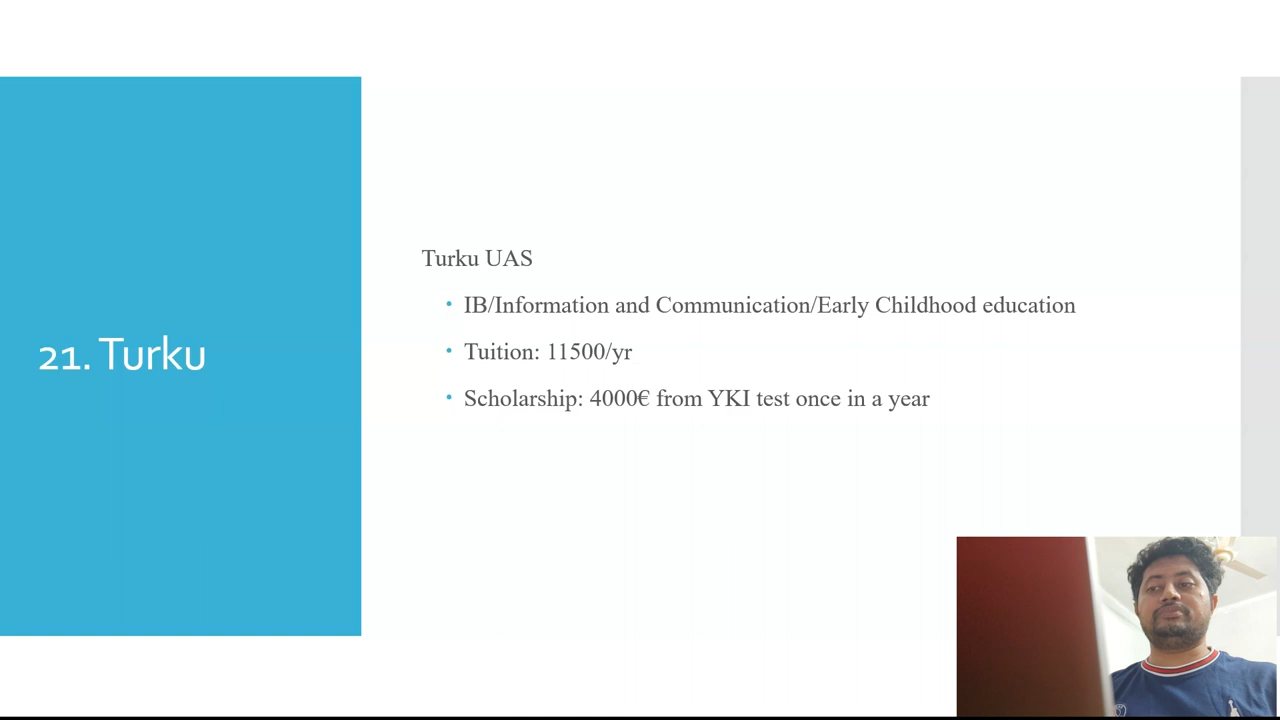 21. Turku
Turku UAS
• IB/Information and Communication/Early Childhood education
• Tuition: 11500/yr
• Scholarship: 4000€ from YKI test once in a year